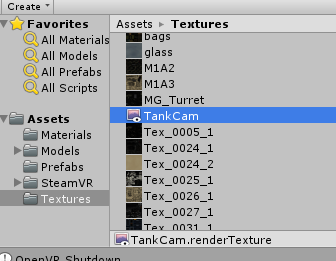 Create
Favorites
All Materials
All Models
All Prefabs
All Scripts
Assets
Materials
Models
Prefabs
SteamVR
Textures
Assets ▸ Textures
bags
glass
M1A2
M1A3
MG_Turret
TankCam
Tex_0005_1
Tex_0024_1
Tex_0024_2
Tex_0025_1
Tex_0026_1
Tex_0027_1
Tex_0031_1
TankCam.renderTexture
OpenVR Shutdown